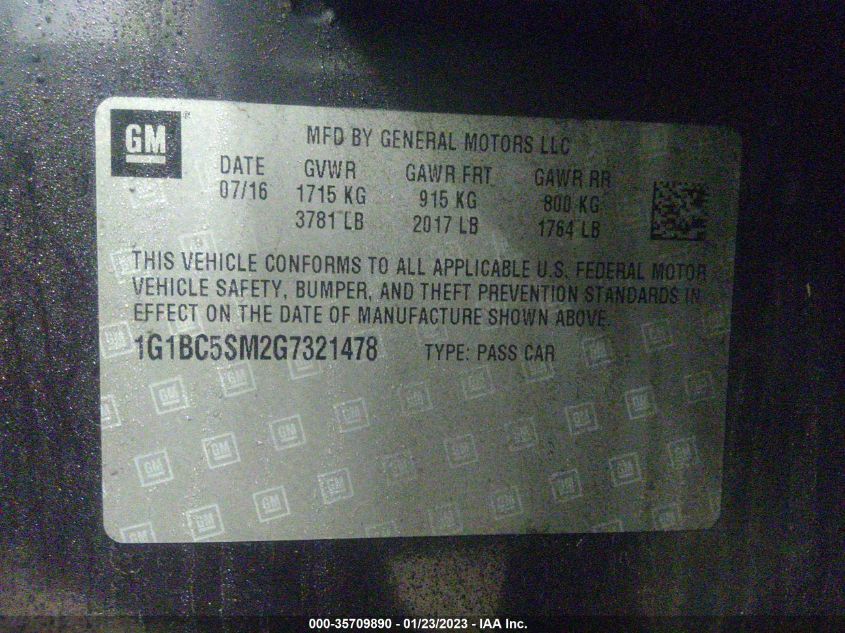 GM ®
MFD BY GENERAL MOTORS LLC
DATE GVWR GAWR FRT GAWR RR
07/16 1715 KG 915 KG 800 KG
3781 LB 2017 LB 1764 LB
THIS VEHICLE CONFORMS TO ALL APPLICABLE U.S. FEDERAL MOTOR
VEHICLE SAFETY, BUMPER, AND THEFT PREVENTION STANDARDS IN
EFFECT ON THE DATE OF MANUFACTURE SHOWN ABOVE.
1G1BC5SM2G7321478 TYPE: PASS CAR
000-35709890 - 01/23/2023 - IAA Inc.